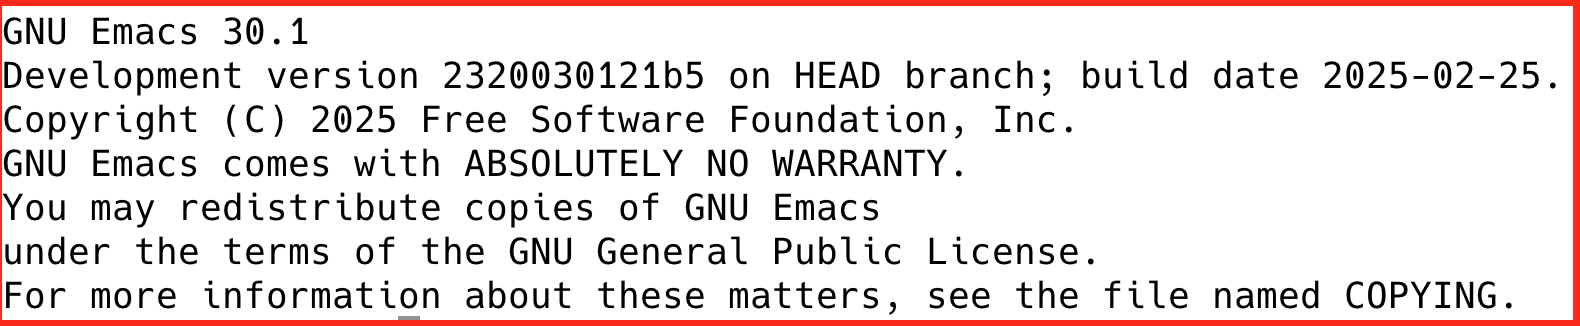 GNU Emacs 30.1
Development version 2320030121b5 on HEAD branch; build date 2025-02-25.
Copyright (C) 2025 Free Software Foundation, Inc.
GNU Emacs comes with ABSOLUTELY NO WARRANTY.
You may redistribute copies of GNU Emacs
under the terms of the GNU General Public License.
For more information about these matters, see the file named COPYING.